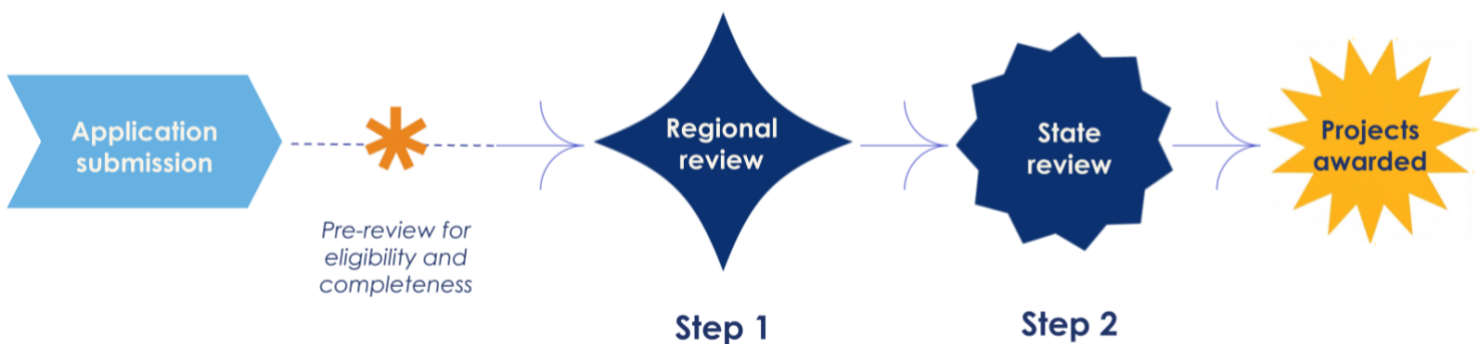 Application
submission
Pre-review for
eligibility and
completeness
Regional
review
Step 1
State
review
Step 2
Projects
awarded